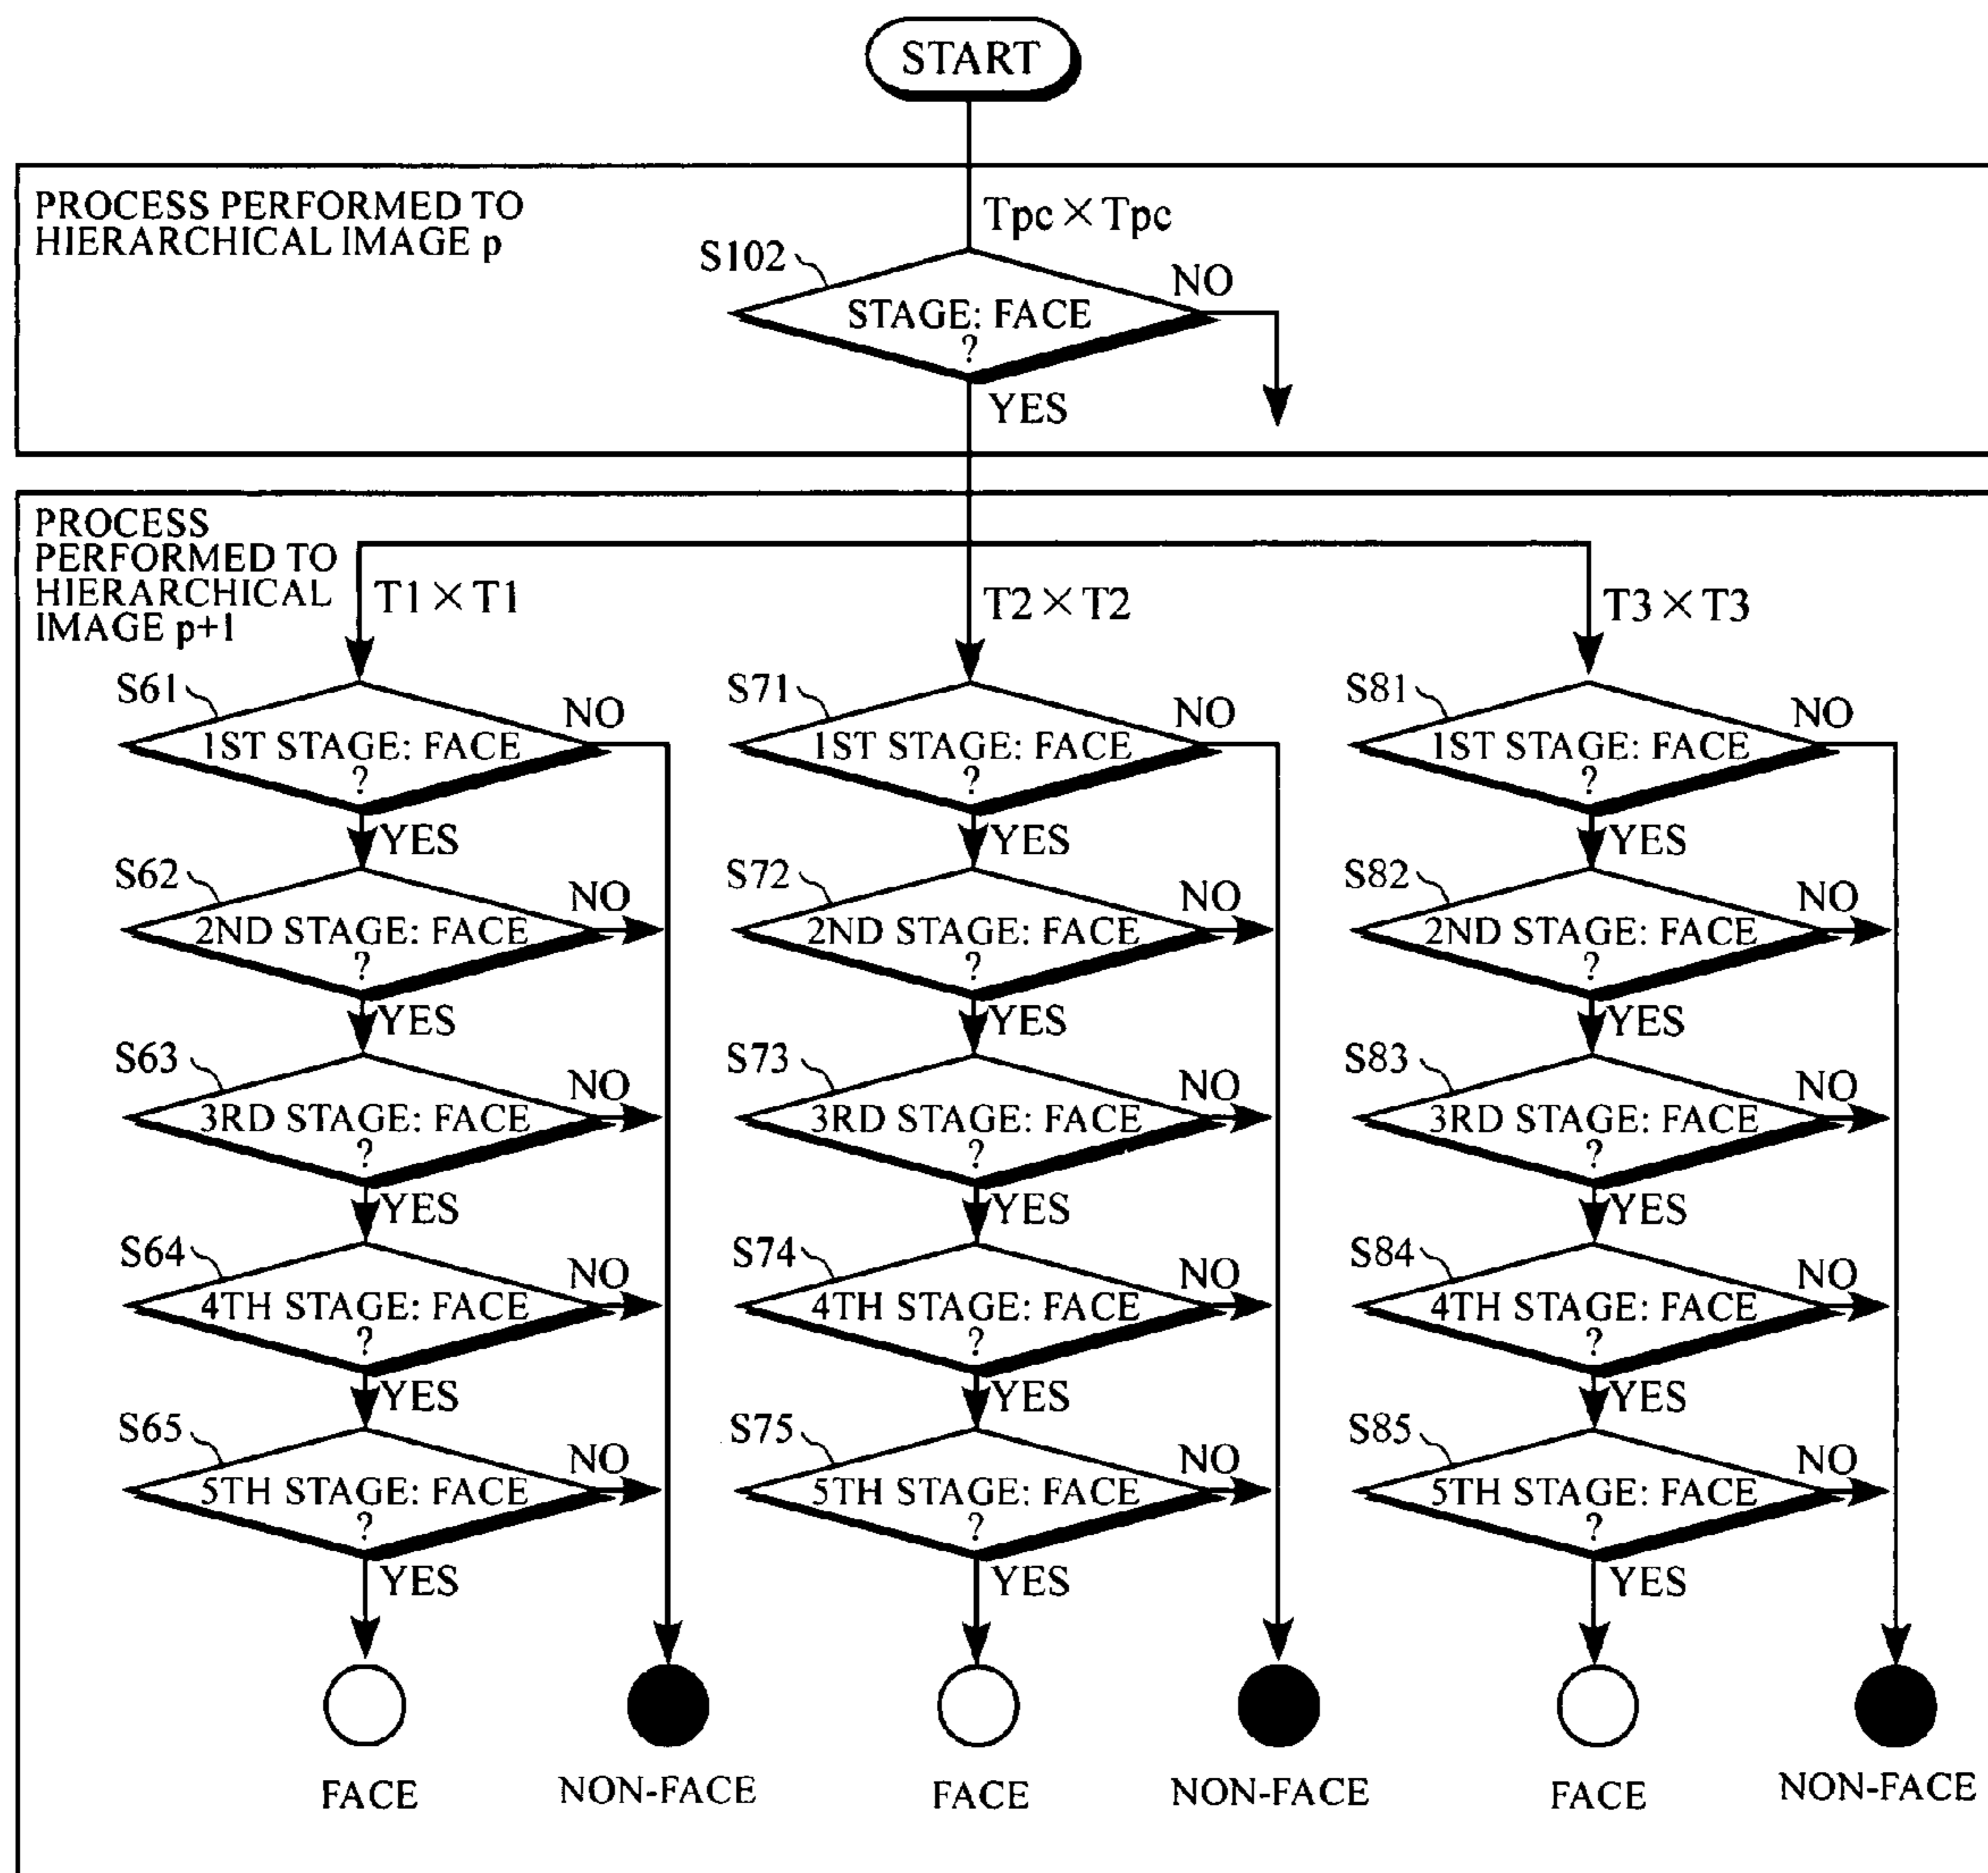 START
PROCESS PERFORMED TO
HIERARCHICAL IMAGE p
Tpc×Tpc
S102
NO
STAGE: FACE
?
YES
PROCESS
PERFORMED TO
HIERARCHICAL
IMAGE p+1
T1×T1
T2×T2
T3×T3
S61
NO
1ST STAGE: FACE
?
YES
S62
NO
2ND STAGE: FACE
?
YES
S63
NO
3RD STAGE: FACE
?
YES
S64
NO
4TH STAGE: FACE
?
YES
S65
NO
5TH STAGE: FACE
?
YES
FACE
NON-FACE
S71
NO
1ST STAGE: FACE
?
YES
S72
NO
2ND STAGE: FACE
?
YES
S73
NO
3RD STAGE: FACE
?
YES
S74
NO
4TH STAGE: FACE
?
YES
S75
NO
5TH STAGE: FACE
?
YES
FACE
NON-FACE
S81
NO
1ST STAGE: FACE
?
YES
S82
NO
2ND STAGE: FACE
?
YES
S83
NO
3RD STAGE: FACE
?
YES
S84
NO
4TH STAGE: FACE
?
YES
S85
NO
5TH STAGE: FACE
?
YES
FACE
NON-FACE